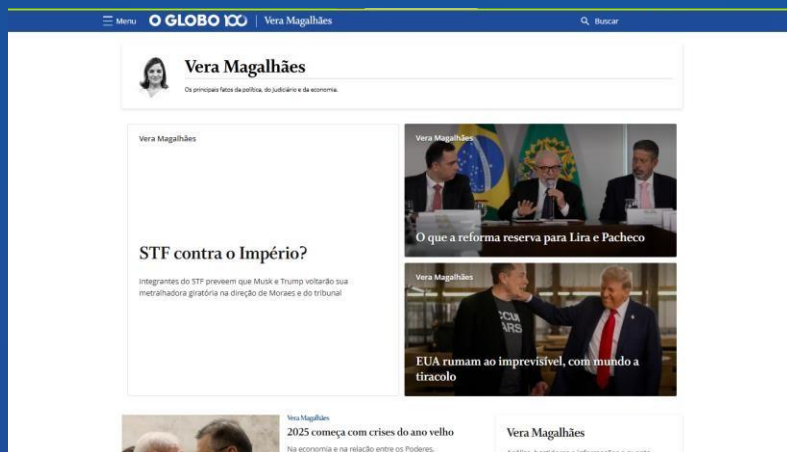 Menu
O GLOBO 100
Vera Magalhães
Buscar
Vera Magalhães
Os principais fatos da política, do judiciário e da economia.
Vera Magalhães
STF contra o Império?
Integrantes do STF preveem que Musk e Trump voltarão sua
metralhadora giratória na direção de Moraes e do tribunal
Vera Magalhães
O que a reforma reserva para Lira e Pacheco
Vera Magalhães
EUA rumam ao imprevisível, com mundo a
tiracolo
Vera Magalhães
2025 começa com crises do ano velho
Na economia e na relação entre os Poderes,
Vera Magalhães